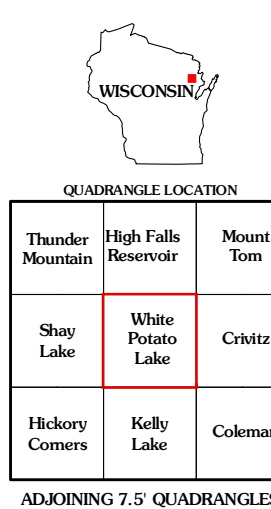 WISCONSIN
QUADRANGLE LOCATION
Thunder
Mountain
High Falls
Reservoir
Mount
Tom
Shay
Lake
White
Potato
Lake
Crivitz
Hickory
Corners
Kelly
Lake
Coleman
ADJOINING 7.5' QUADRANGLES